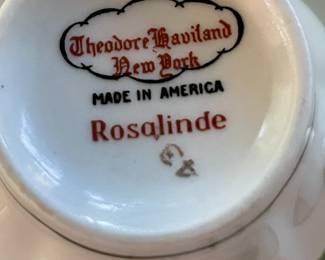 Theodore Haviland
New York
MADE IN AMERICA
Rosalinde